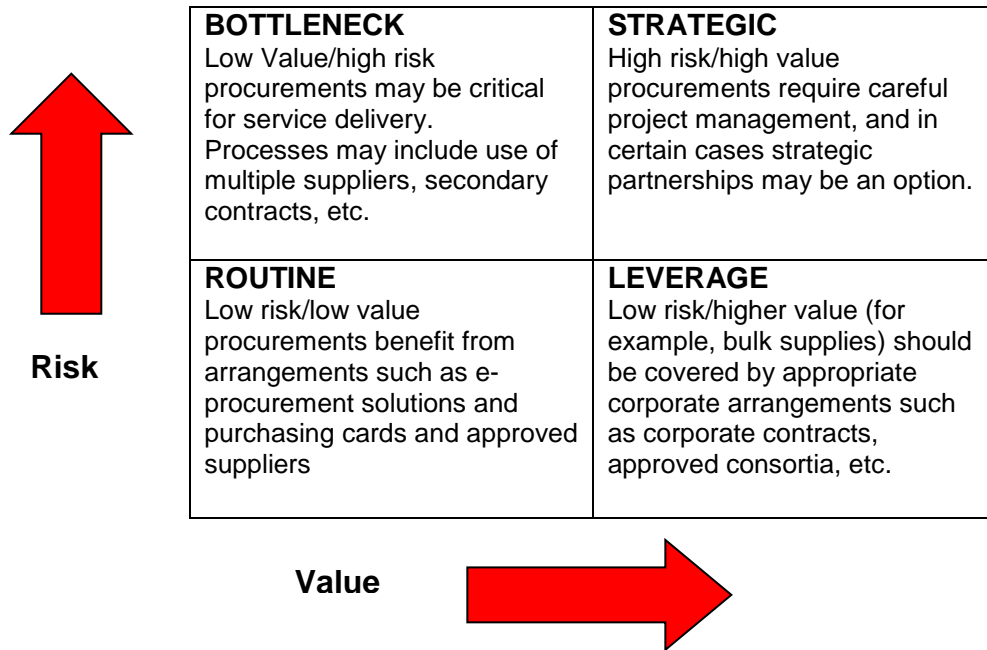 BOTTLENECK
Low Value/high risk
procurements may be critical
for service delivery.
Processes may include use of
multiple suppliers, secondary
contracts, etc.
STRATEGIC
High risk/high value
procurements require careful
project management, and in
certain cases strategic
partnerships may be an option.
ROUTINE
Low risk/low value
procurements benefit from
arrangements such as e-
procurement solutions and
purchasing cards and approved
suppliers
LEVERAGE
Low risk/higher value (for
example, bulk supplies) should
be covered by appropriate
corporate arrangements such
as corporate contracts,
approved consortia, etc.
Risk
Value